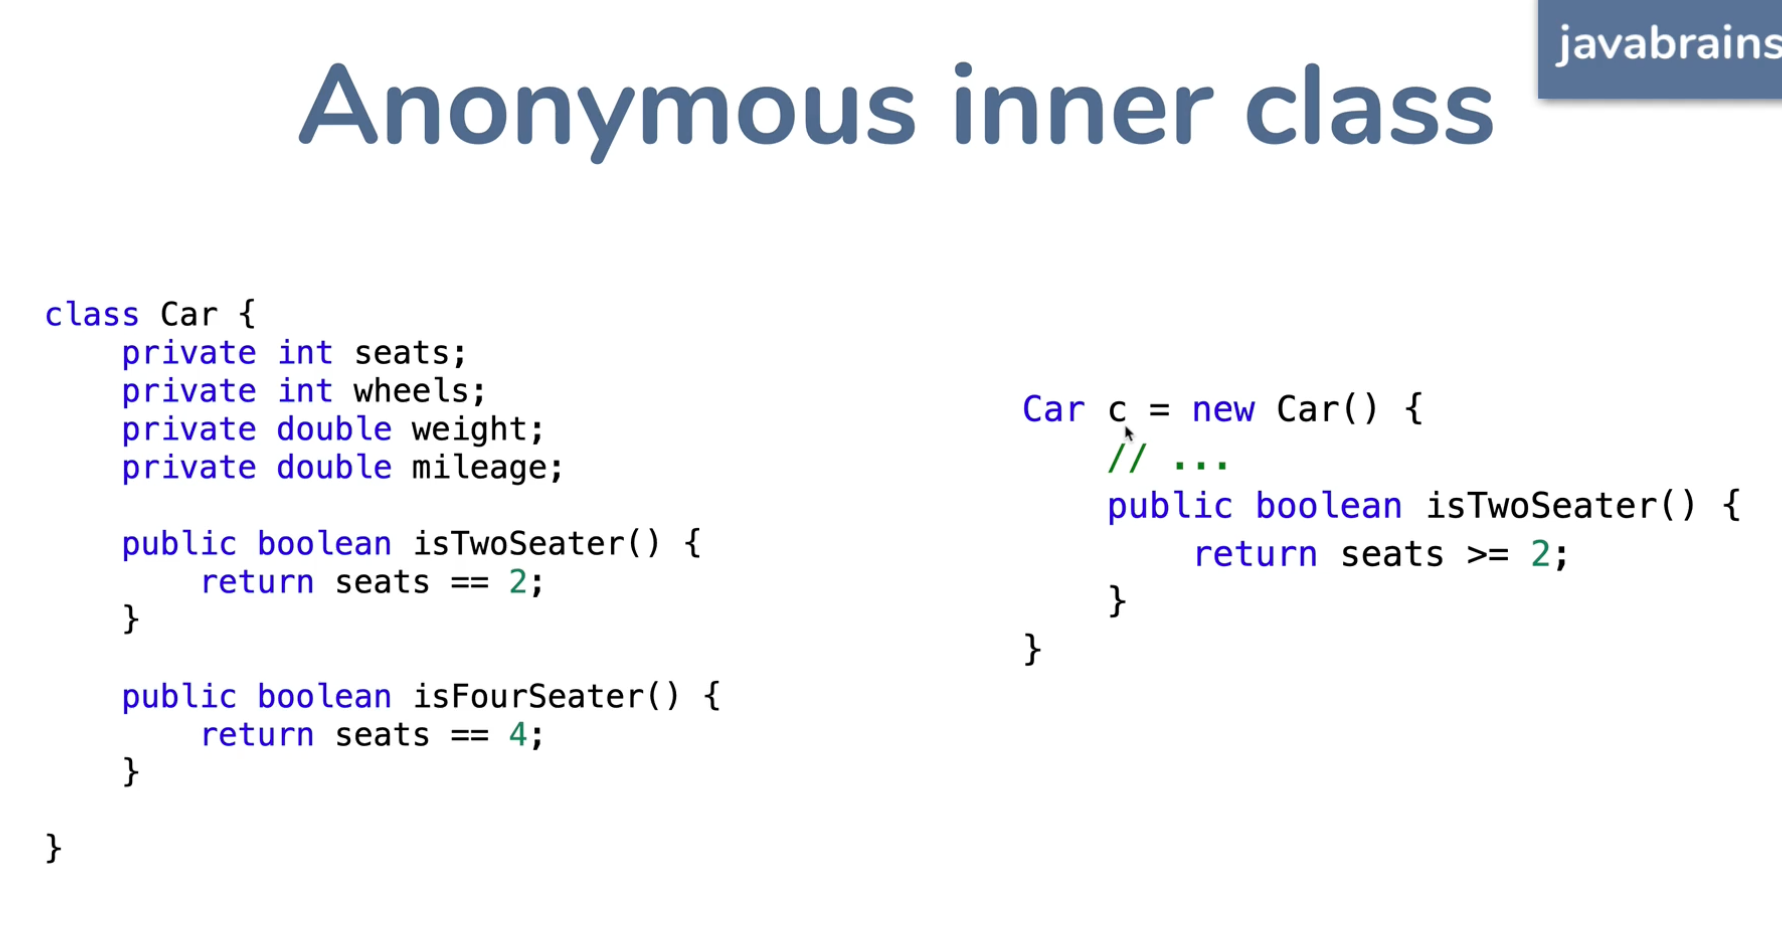 javabrains
Anonymous inner class
class Car {
private int seats;
private int wheels;
private double weight;
private double mileage;
public boolean isTwoSeater() {
return seats == 2;
}
public boolean isFourSeater() {
return seats == 4;
}
}
Car c = new Car() {
// ...
public boolean isTwoSeater() {
return seats >= 2;
}
}